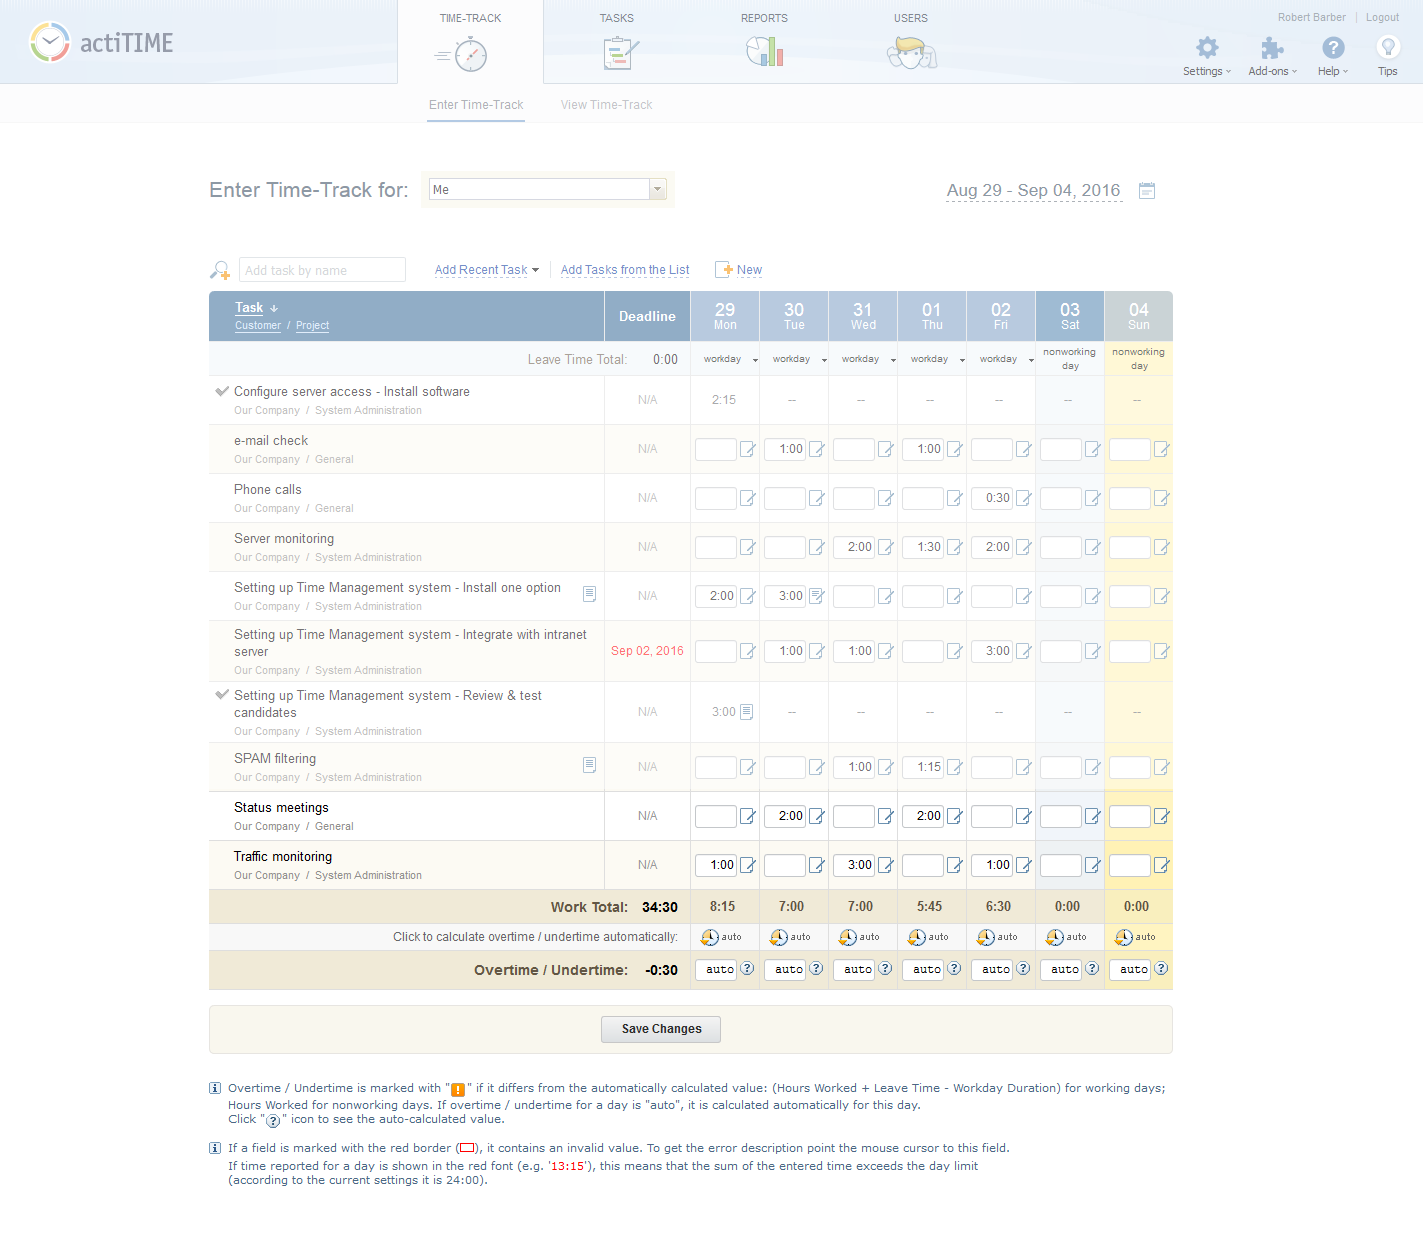 actiTIME
TIME-TRACK
TASKS
REPORTS
USERS
Robert Barber | Logout
Settings
Add-ons
Help
Tips
Enter Time-Track
View Time-Track
Enter Time-Track for:
Me
Aug 29 - Sep 04, 2016
Add task by name
Add Recent Task
Add Tasks from the List
New
Task
Customer / Project
Deadline
29 Mon
30 Tue
31 Wed
01 Thu
02 Fri
03 Sat
04 Sun
Leave Time Total: 0:00 workday workday workday workday workday nonworking day nonworking day
Configure server access - Install software
Our Company / System Administration
N/A 2:15 -- -- -- -- -- --
e-mail check
Our Company / General
N/A 1:00 1:00
Phone calls
Our Company / General
N/A 0:30
Server monitoring
Our Company / System Administration
N/A 2:00 1:30 2:00
Setting up Time Management system - Install one option
Our Company / System Administration
N/A 2:00 3:00
Setting up Time Management system - Integrate with intranet
server
Our Company / System Administration
Sep 02, 2016 1:00 1:00 3:00
Setting up Time Management system - Review & test
candidates
Our Company / System Administration
N/A 3:00 -- -- -- -- -- --
SPAM filtering
Our Company / System Administration
N/A 1:00 1:15
Status meetings
Our Company / General
N/A 2:00 2:00
Traffic monitoring
Our Company / System Administration
N/A 1:00 3:00 1:00
Work Total: 34:30 8:15 7:00 7:00 5:45 6:30 0:00 0:00
Click to calculate overtime / undertime automatically: auto auto auto auto auto auto auto
Overtime / Undertime: -0:30 auto ? auto ? auto ? auto ? auto ? auto ? auto ?
Save Changes
Overtime / Undertime is marked with "!" if it differs from the automatically calculated value: (Hours Worked + Leave Time - Workday Duration) for working days;
Hours Worked for nonworking days. If overtime / undertime for a day is "auto", it is calculated automatically for this day.
Click "?" icon to see the auto-calculated value.
If a field is marked with the red border ( ), it contains an invalid value. To get the error description point the mouse cursor to this field.
If time reported for a day is shown in the red font (e.g. '13:15'), this means that the sum of the entered time exceeds the day limit
(according to the current settings it is 24:00).